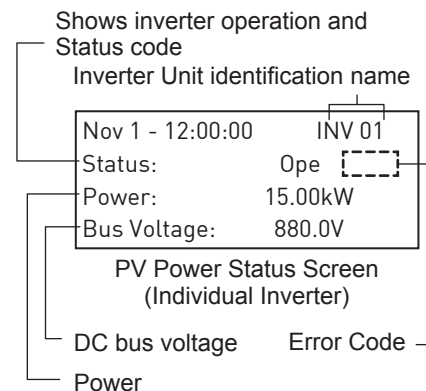 Shows inverter operation and
Status code
Inverter Unit identification name
Nov 1 - 12:00:00 INV 01
Status: Ope
Power: 15.00kW
Bus Voltage: 880.0V
PV Power Status Screen
(Individual Inverter)
DC bus voltage Error Code
Power